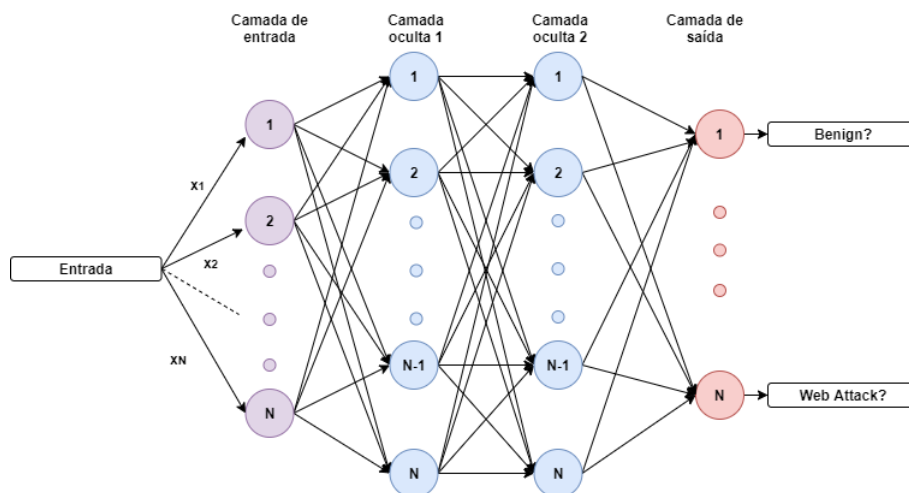 Camada de
entrada
Camada
oculta 1
Camada
oculta 2
Camada de
saída
1
1
1
1
Benign?
2
2
2
X1
X2
Entrada
XN
N-1
N-1
N
N
Web Attack?
N
N